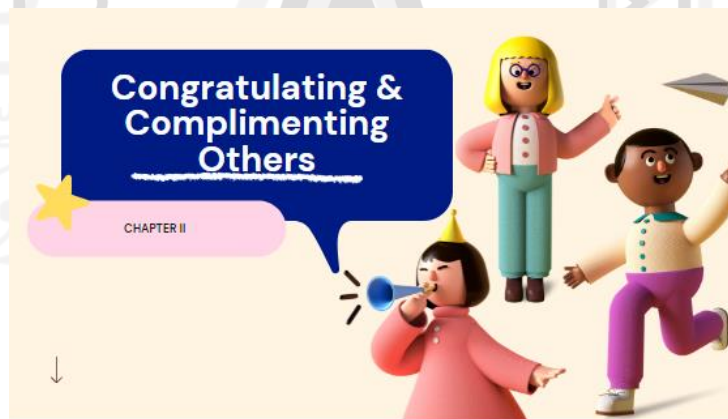 Congratulating &
Complimenting
Others
CHAPTER II